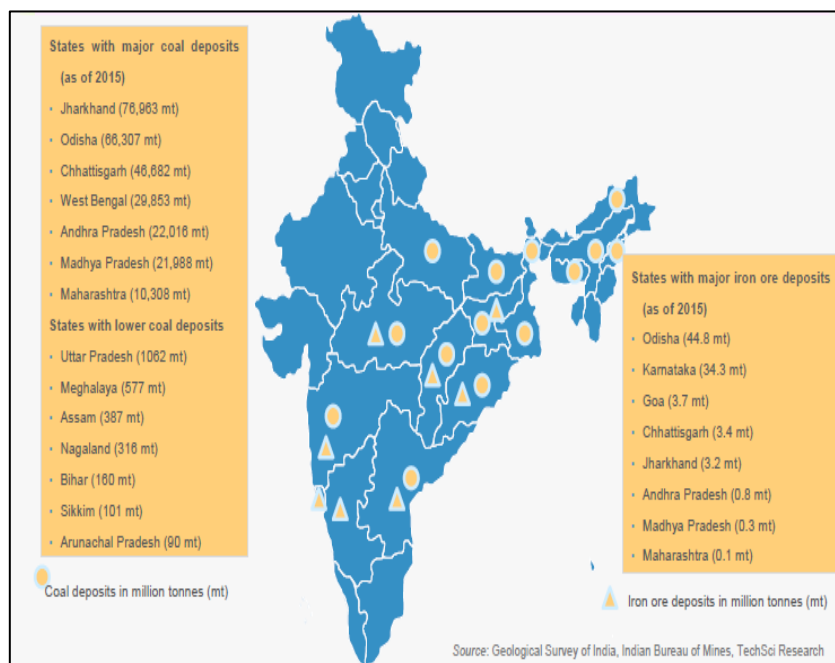 States with major coal deposits
(as of 2015)
• Jharkhand (76,963 mt)
• Odisha (66,307 mt)
• Chhattisgarh (46,682 mt)
• West Bengal (29,853 mt)
• Andhra Pradesh (22,016 mt)
• Madhya Pradesh (21,988 mt)
• Maharashtra (10,308 mt)
States with lower coal deposits
• Uttar Pradesh (1062 mt)
• Meghalaya (577 mt)
• Assam (387 mt)
• Nagaland (316 mt)
• Bihar (160 mt)
• Sikkim (101 mt)
• Arunachal Pradesh (90 mt)
Coal deposits in million tonnes (mt)
States with major iron ore deposits
(as of 2015)
• Odisha (44.8 mt)
• Karnataka (34.3 mt)
• Goa (3.7 mt)
• Chhattisgarh (3.4 mt)
• Jharkhand (3.2 mt)
• Andhra Pradesh (0.8 mt)
• Madhya Pradesh (0.3 mt)
• Maharashtra (0.1 mt)
Iron ore deposits in million tonnes (mt)
Source: Geological Survey of India, Indian Bureau of Mines, TechSci Research